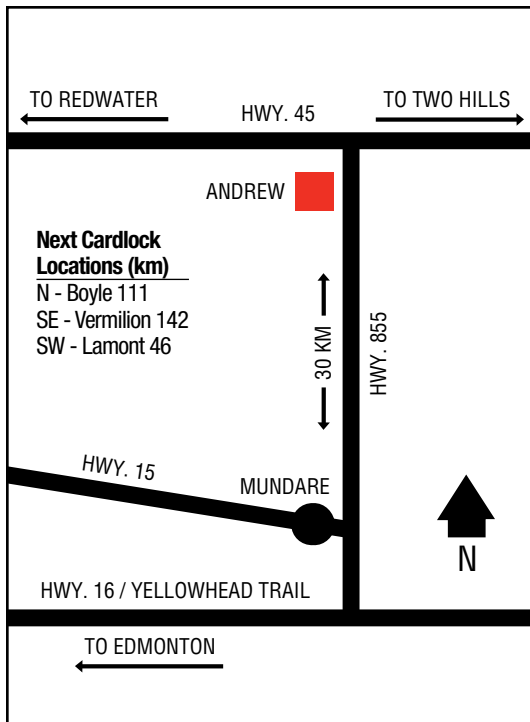 TO REDWATER
HWY. 45
TO TWO HILLS
ANDREW
Next Cardlock
Locations (km)
N - Boyle 111
SE - Vermilion 142
SW - Lamont 46
30 KM
HWY. 855
HWY. 15
MUNDARE
N
HWY. 16 / YELLOWHEAD TRAIL
TO EDMONTON